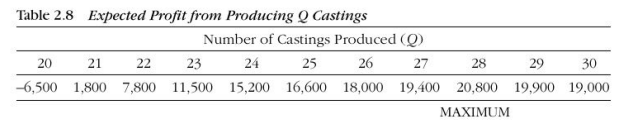 Table 2.8 Expected Profit from Producing Q Castings
Number of Castings Produced (Q)
20 21 22 23 24 25 26 27 28 29 30
–6,500 1,800 7,800 11,500 15,200 16,600 18,000 19,400 20,800 19,900 19,000
MAXIMUM